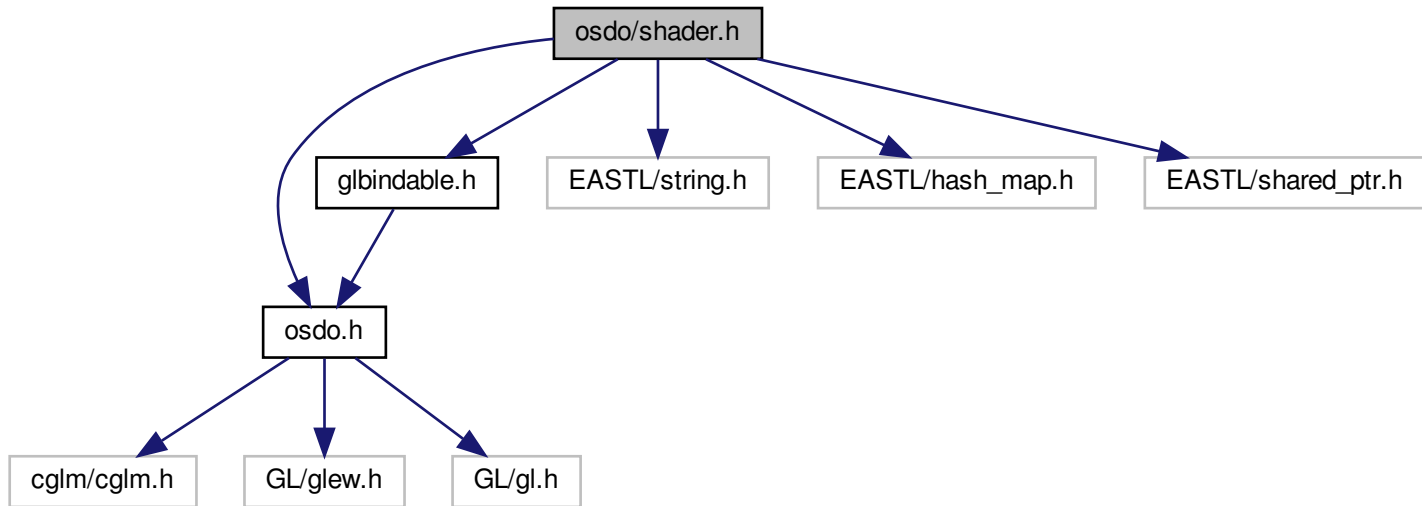 osdo/shader.h
glbindable.h
EASTL/string.h
EASTL/hash_map.h
EASTL/shared_ptr.h
osdo.h
cglm/cglm.h
GL/glew.h
GL/gl.h